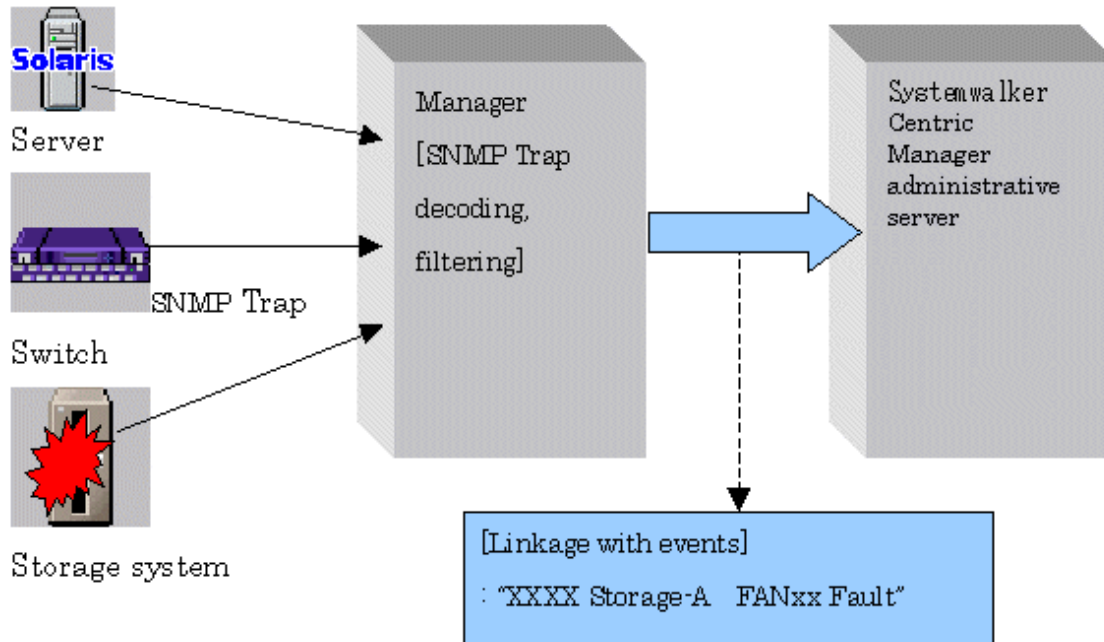 Solaris
Server
SNMP Trap
Switch
Storage system
Manager
[SNMP Trap
decoding,
filtering]
Systemwalker
Centric
Manager
administrative
server
[Linkage with events]
: "XXXX Storage-A FANxx Fault"